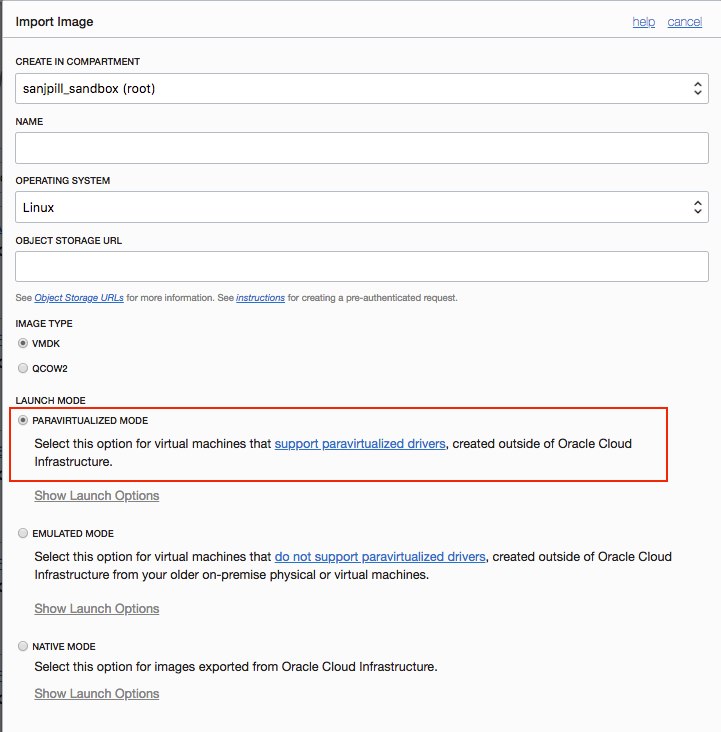 Import Image help cancel
CREATE IN COMPARTMENT
sanjpill_sandbox (root)
NAME
OPERATING SYSTEM
Linux
OBJECT STORAGE URL
See Object Storage URLs for more information. See instructions for creating a pre-authenticated request.
IMAGE TYPE
VMDK
QCOW2
LAUNCH MODE
PARAVIRTUALIZED MODE
Select this option for virtual machines that support paravirtualized drivers, created outside of Oracle Cloud
Infrastructure.
Show Launch Options
EMULATED MODE
Select this option for virtual machines that do not support paravirtualized drivers, created outside of Oracle Cloud
Infrastructure from your older on-premise physical or virtual machines.
Show Launch Options
NATIVE MODE
Select this option for images exported from Oracle Cloud Infrastructure.
Show Launch Options